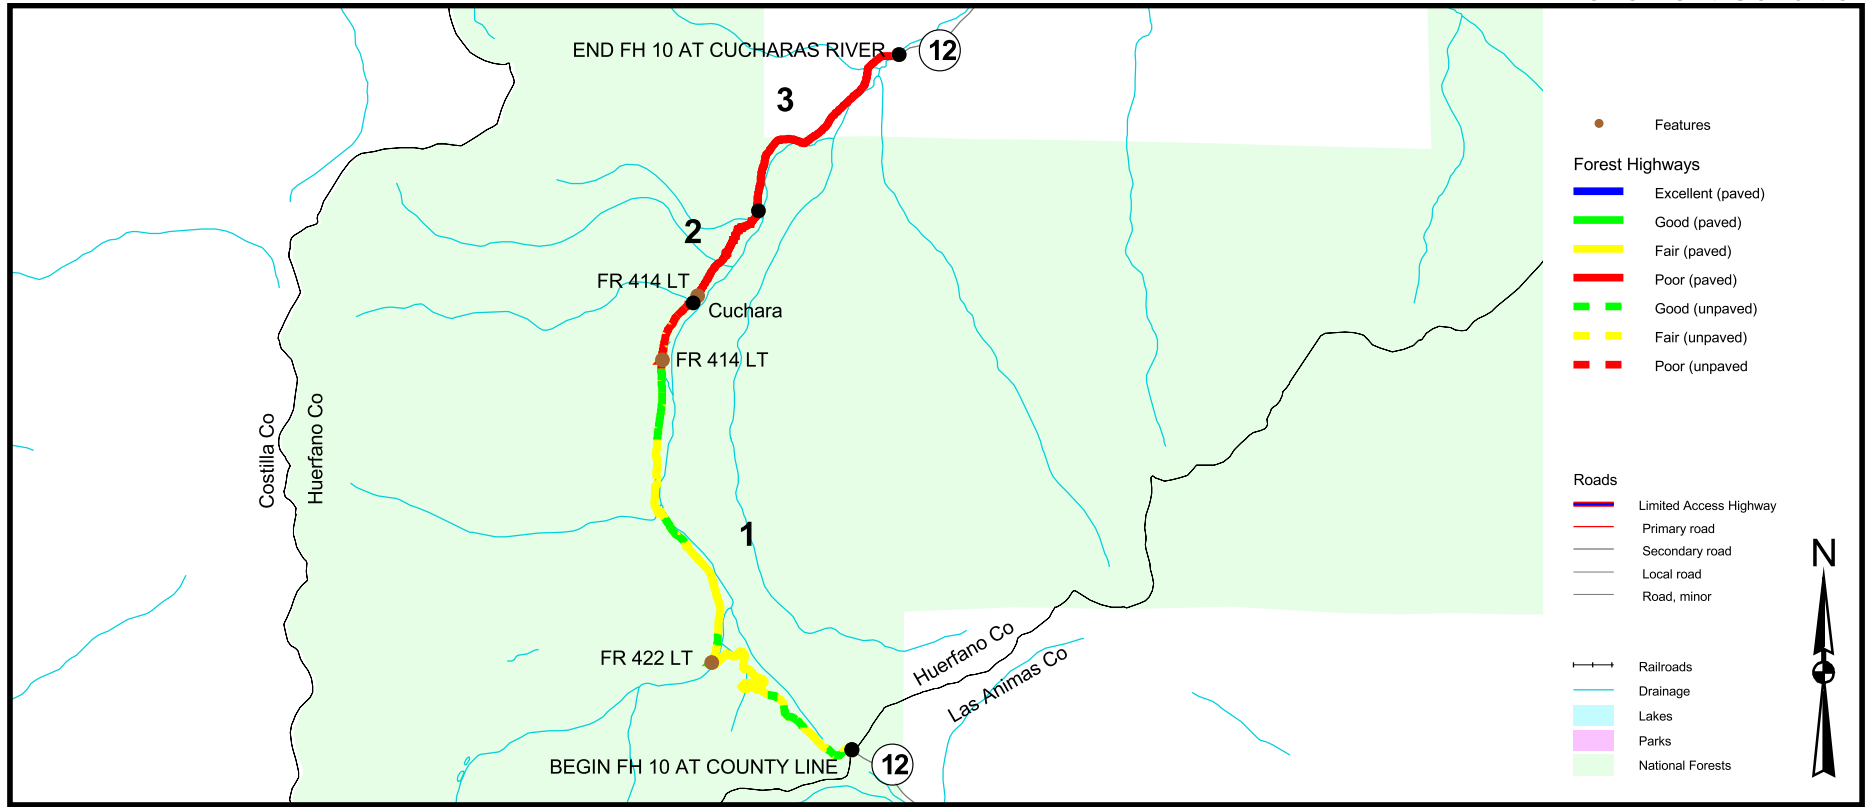 END FH 10 AT CUCHARAS RIVER
12
3
2
FR 414 LT
Cuchara
FR 414 LT
Costilla Co
Huerfano Co
1
FR 422 LT
Huerfano Co
Las Animas Co
BEGIN FH 10 AT COUNTY LINE
12
Features
Forest Highways
Excellent (paved)
Good (paved)
Fair (paved)
Poor (paved)
Good (unpaved)
Fair (unpaved)
Poor (unpaved
Roads
Limited Access Highway
Primary road
Secondary road
Local road
Road, minor
N
Railroads
Drainage
Lakes
Parks
National Forests